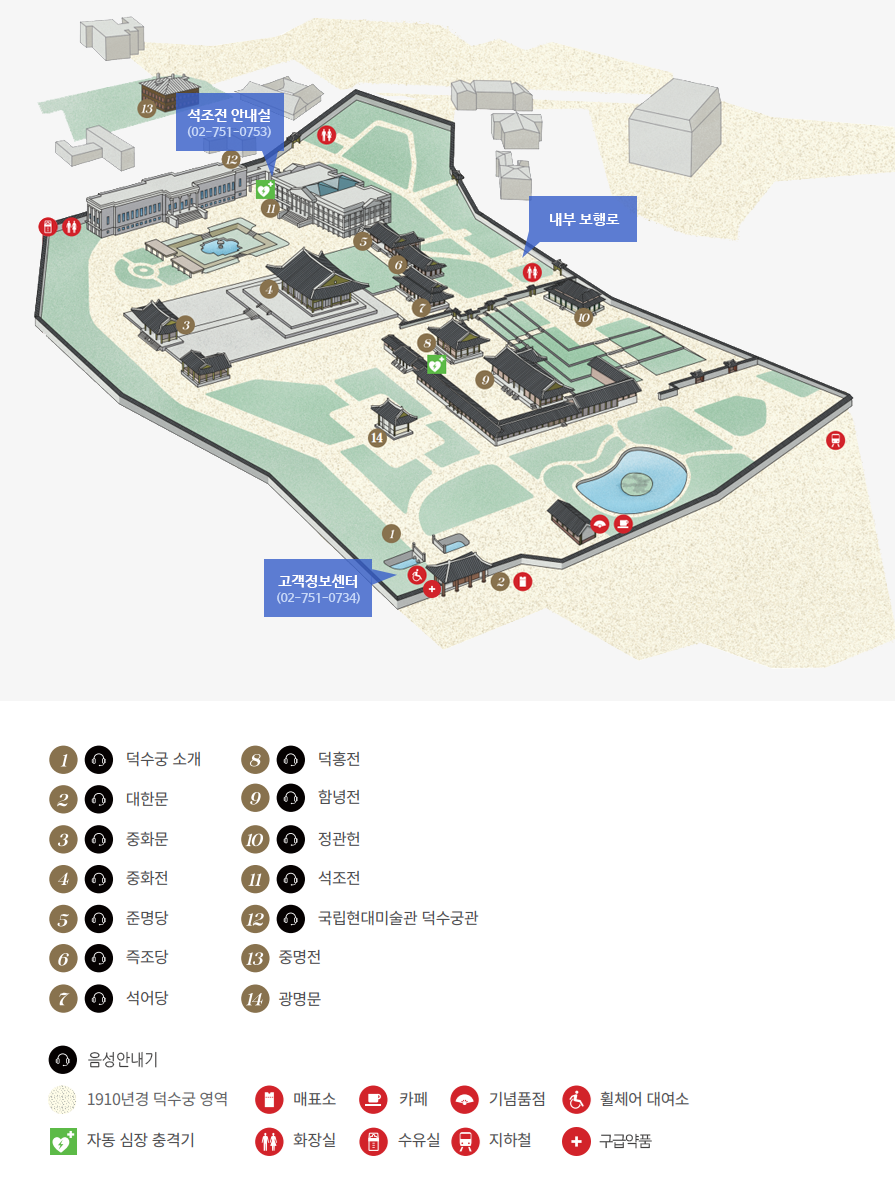 13
석조전 안내실
(02-751-0753)
12
11
내부 보행로
5
6
4
7
10
3
8
9
14
1
고객정보센터
(02-751-0734)
2
1 덕수궁 소개
2 대한문
3 중화문
4 중화전
5 준명당
6 즉조당
7 석어당
8 덕홍전
9 함녕전
10 정관헌
11 석조전
12 국립현대미술관 덕수궁관
13 중명전
14 광명문
음성안내기
1910년경 덕수궁 영역
매표소
카페
기념품점
휠체어 대여소
자동 심장 충격기
화장실
수유실
지하철
구급약품